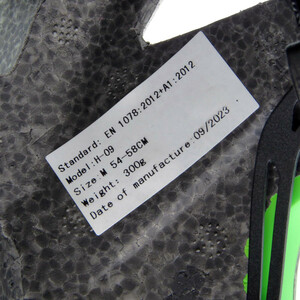 Standard: EN 1078:2012+A1:2012
Model:H-09
Size:M 54-58CM
Weight: 300g
Date of manufacture:09/2023